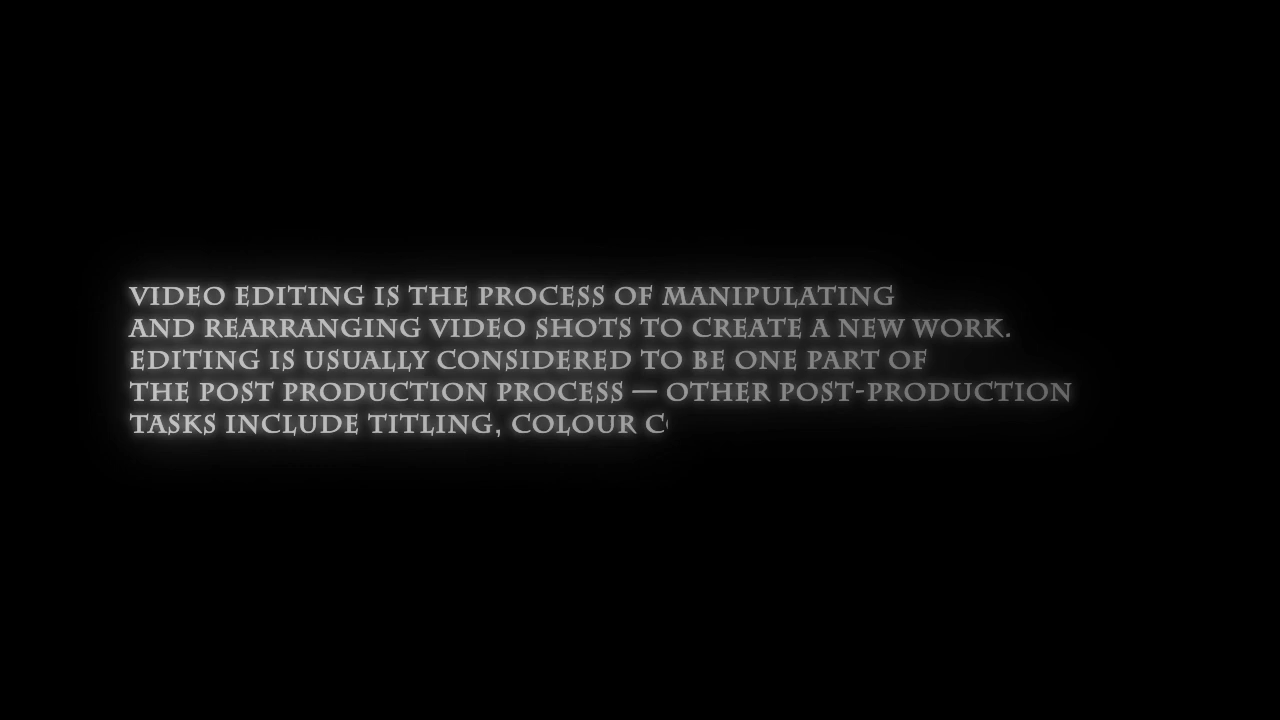 VIDEO EDITING IS THE PROCESS OF MANIPULATING
AND REARRANGING VIDEO SHOTS TO CREATE A NEW WORK.
EDITING IS USUALLY CONSIDERED TO BE ONE PART OF
THE POST PRODUCTION PROCESS — OTHER POST-PRODUCTION
TASKS INCLUDE TITLING, COLOUR